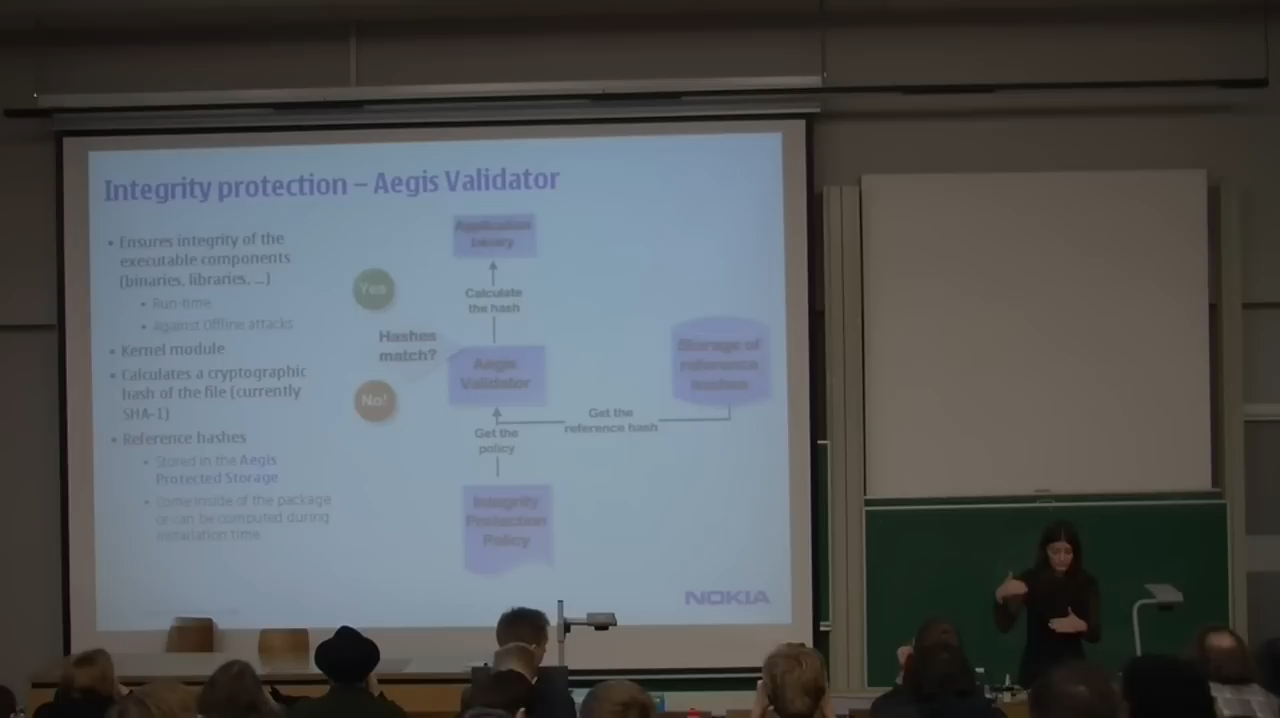 Integrity protection – Aegis Validator
• Ensures integrity of the
executable components
(binaries, libraries, ...)
• Run-time
• Against Offline attacks
• Kernel module
• Calculates a cryptographic
hash of the file (currently
SHA-1)
• Reference hashes
• Stored in the Aegis
Protected Storage
• Come inside of the package
or can be computed during
installation time
Application
binary
Calculate
the hash
Yes
Hashes
match?
No!
Aegis
Validator
Storage of
reference
hashes
Get the
reference hash
Get the
policy
Integrity
Protection
Policy
NOKIA